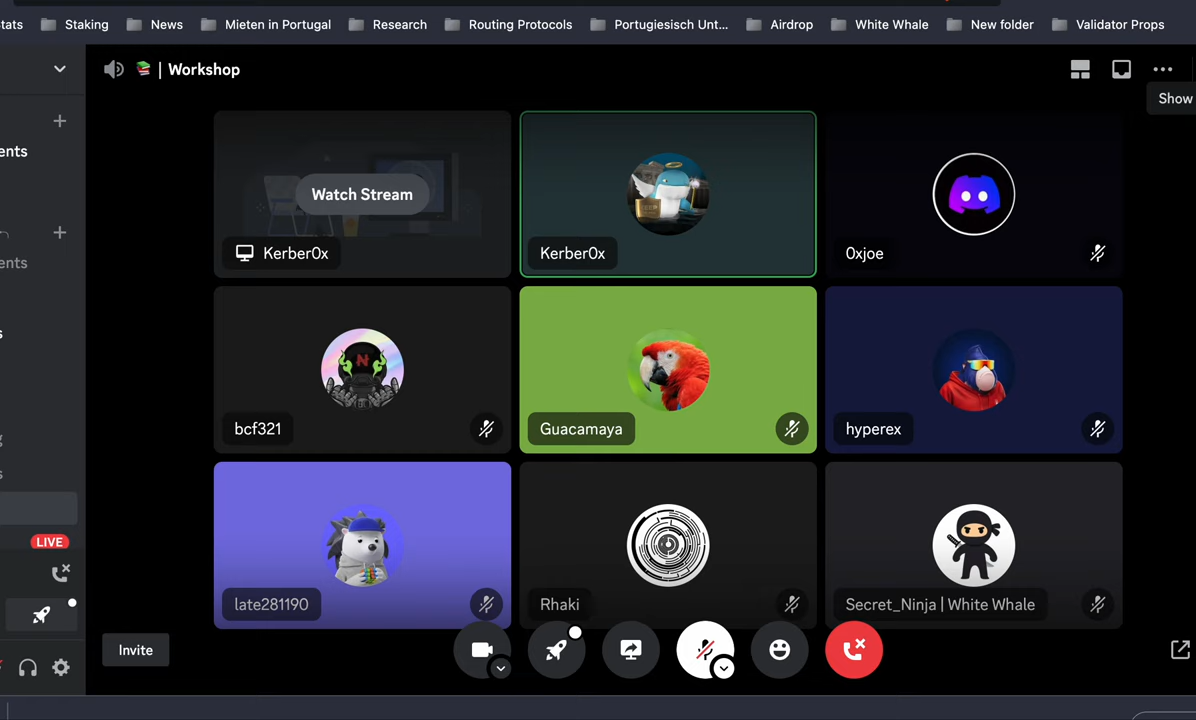 tats Staking News Mieten in Portugal Research Routing Protocols Portugiesisch Unt... Airdrop White Whale New folder Validator Props
| Workshop
Show
ents
Watch Stream
Kerber0x Kerber0x 0xjoe
ents
N
bcf321 Guacamaya hyperex
LIVE
late281190 Rhaki Secret_Ninja | White Whale
Invite